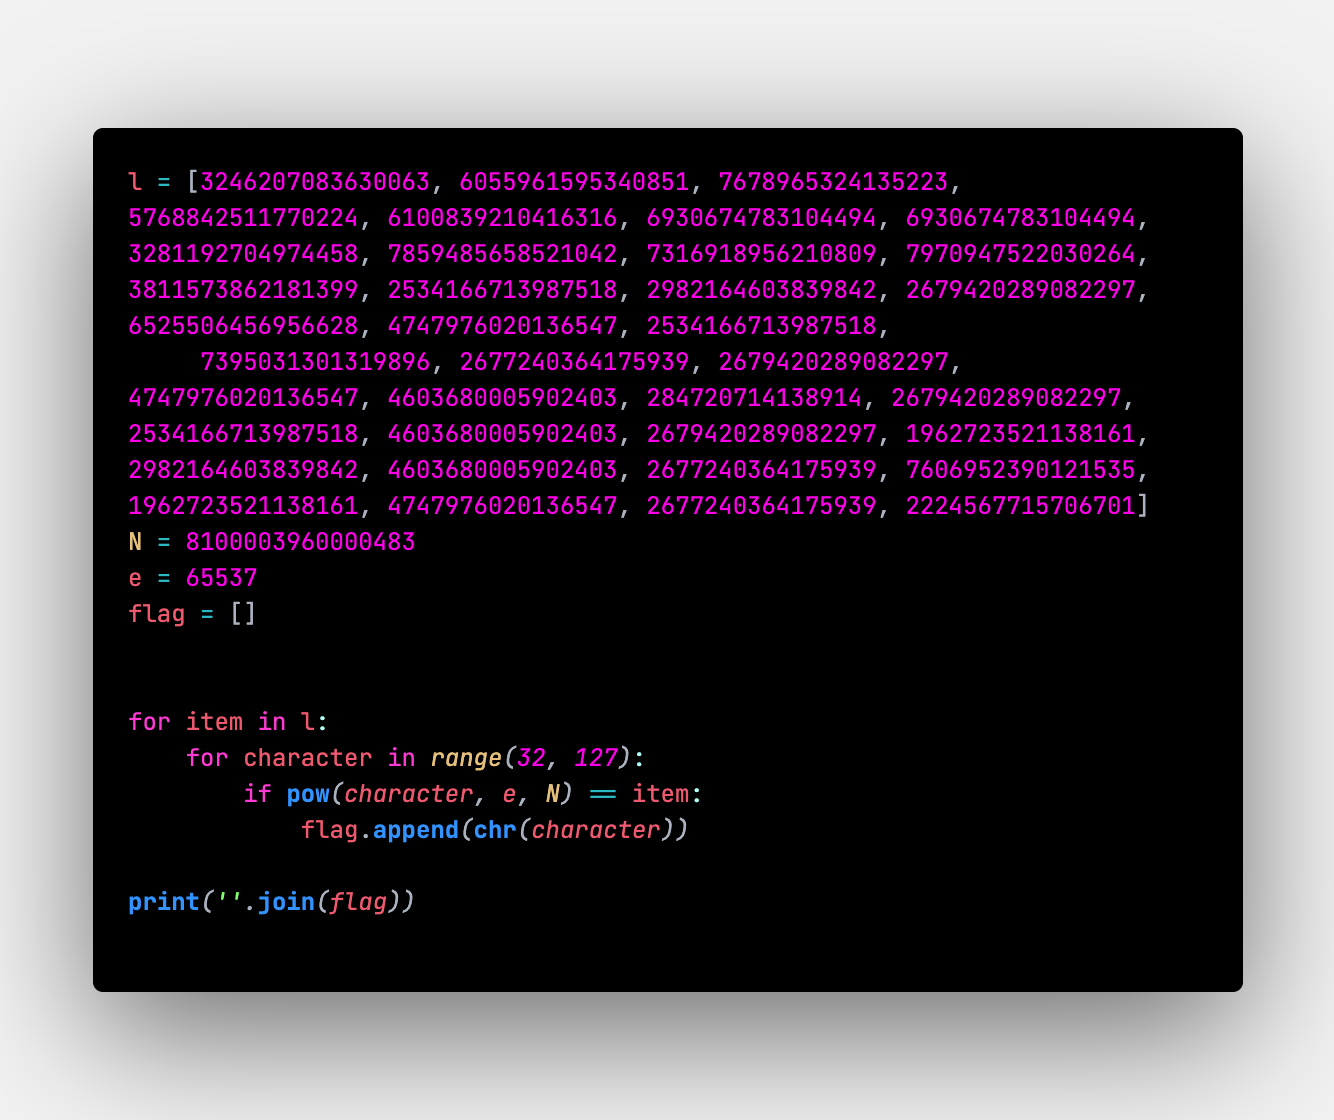 l = [3246207083630063, 6055961595340851, 7678965324135223,
5768842511770224, 6100839210416316, 6930674783104494, 6930674783104494,
3281192704974458, 7859485658521042, 7316918956210809, 7970947522030264,
3811573862181399, 2534166713987518, 2982164603839842, 2679420289082297,
6525506456956628, 4747976020136547, 2534166713987518,
     7395031301319896, 2677240364175939, 2679420289082297,
4747976020136547, 4603680005902403, 284720714138914, 2679420289082297,
2534166713987518, 4603680005902403, 2679420289082297, 1962723521138161,
2982164603839842, 4603680005902403, 2677240364175939, 7606952390121535,
1962723521138161, 4747976020136547, 2677240364175939, 2224567715706701]
N = 8100003960000483
e = 65537
flag = []
for item in l:
    for character in range(32, 127):
        if pow(character, e, N) == item:
            flag.append(chr(character))
print(''.join(flag))